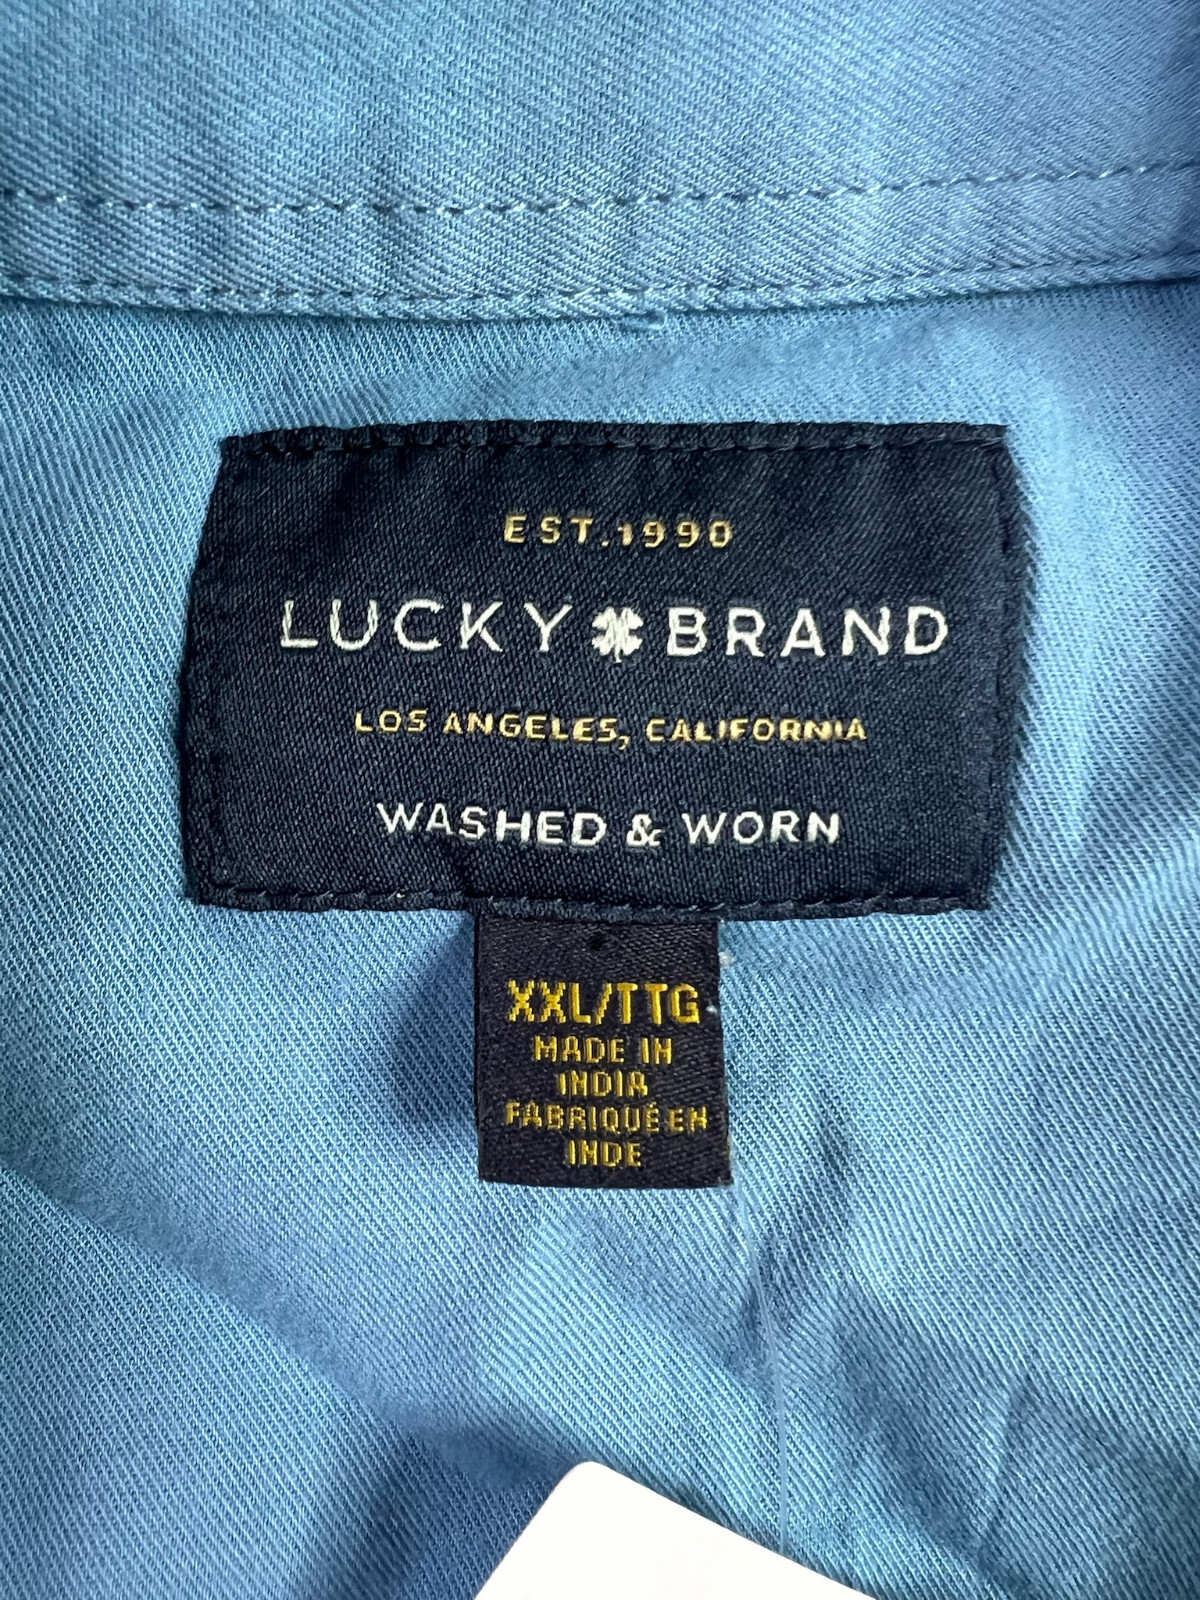 EST.1990
LUCKY BRAND
LOS ANGELES, CALIFORNIA
WASHED & WORN
XXL/TTG
MADE IN
INDIA
FABRIQUÉ EN
INDE